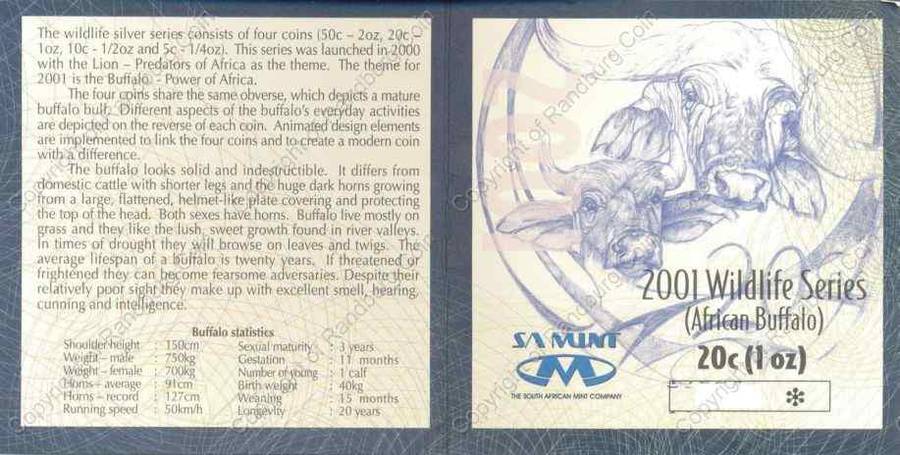 The wildlife silver series consists of four coins (50c – 2oz, 20c -
1oz, 10c - 1/2oz and 5c - 1/4oz). This series was launched in 2000
with the Lion – Predators of Africa as the theme. The theme for
2001 is the Buffalo - Power of Africa.
The four coins share the same obverse, which depicts a mature
buffalo bull. Different aspects of the buffalo's everyday activities
are depicted on the reverse of each coin. Animated design elements
are implemented to link the four coins and to create a modern coin
with a difference.
The buffalo looks solid and indestructible. It differs from
domestic cattle with shorter legs and the huge dark horns growing
from a large, flattened, helmet-like plate covering and protecting
the top of the head. Both sexes have horns. Buffalo live mostly on
grass and they like the lush, sweet growth found in river valleys.
In times of drought they will browse on leaves and twigs. The
average lifespan of a buffalo is twenty years. If threatened or
frightened they can become fearsome adversaries. Despite their
relatively poor sight they make up with excellent smell, hearing,
cunning and intelligence.
Buffalo statistics
Shoulder height : 150cm Sexual maturity : 3 years
Weight – male : 750kg Gestation : 11 months
Weight – female : 700kg Number of young : 1 calf
Horns – average : 91cm Birth weight : 40kg
Horns – record : 127cm Weaning : 15 months
Running speed : 50km/h Longevity : 20 years
2001
2001 Wildlife Series
(African Buffalo)
20c (1 oz)
SA MINT
THE SOUTH AFRICAN MINT COMPANY
Copyright of Randburg Coin